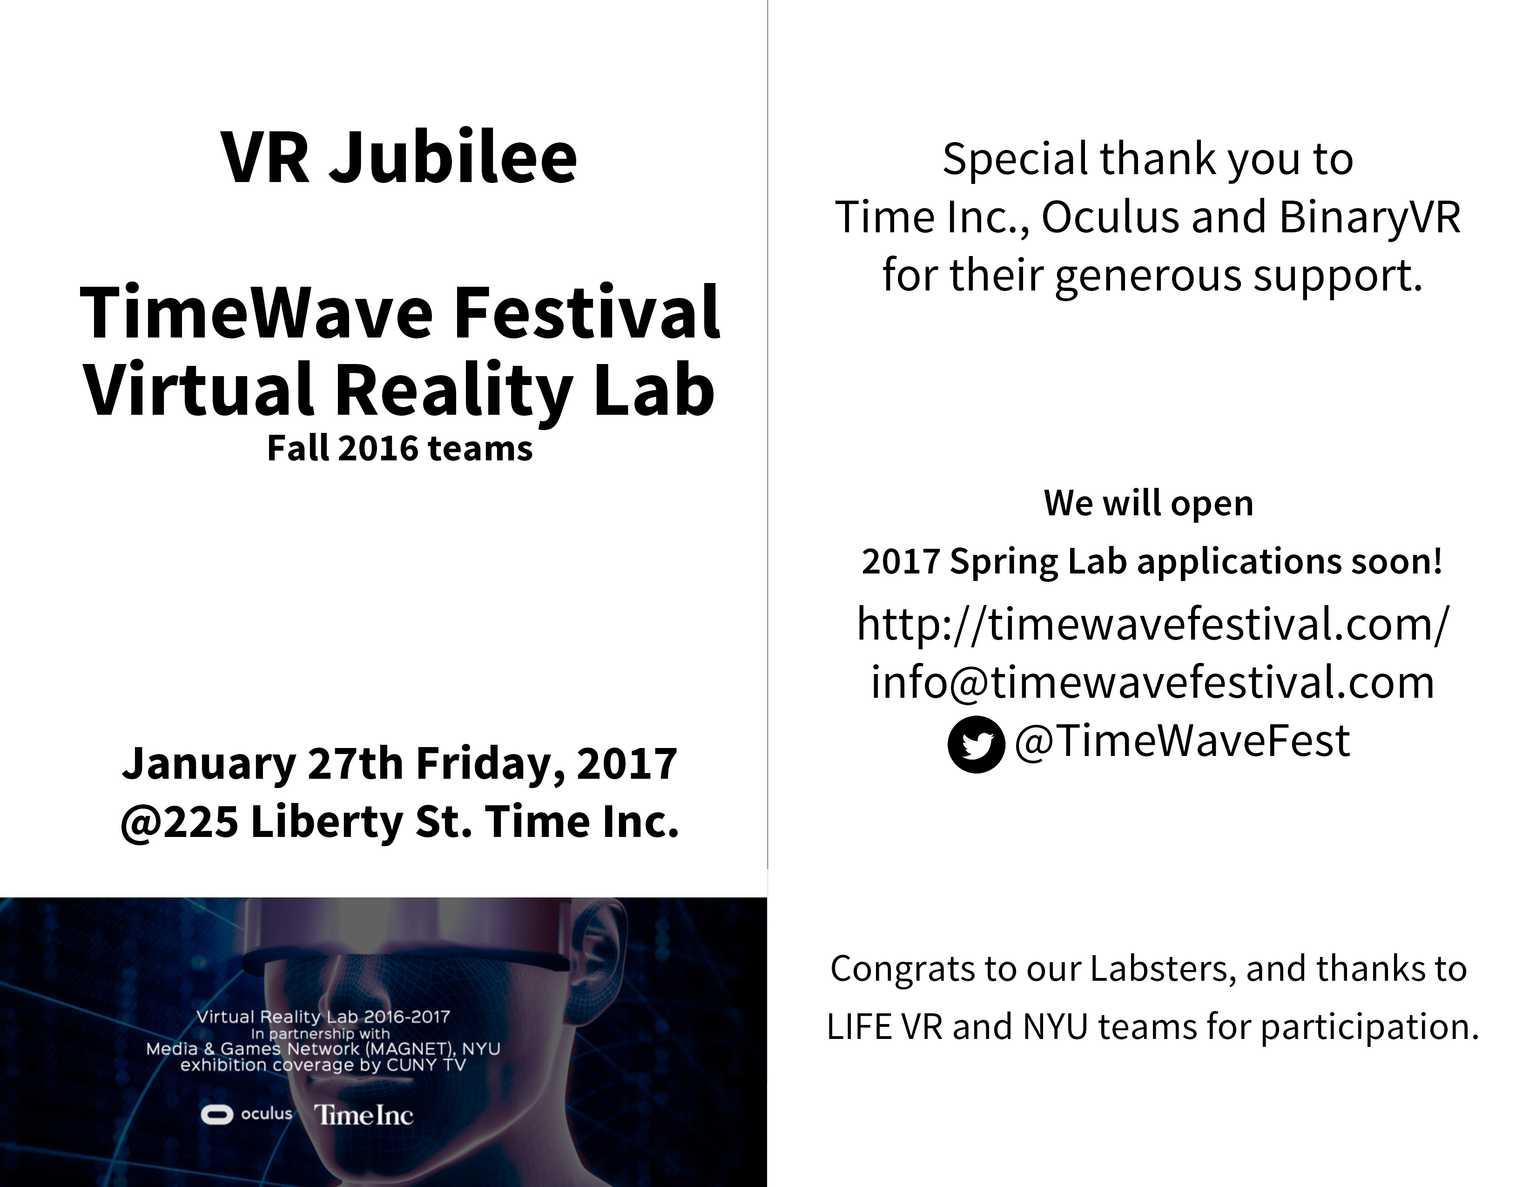 VR Jubilee
TimeWave Festival
Virtual Reality Lab
Fall 2016 teams
January 27th Friday, 2017
@225 Liberty St. Time Inc.
Virtual Reality Lab 2016-2017
In partnership with
Media & Games Network (MAGNET), NYU
exhibition coverage by CUNY TV
oculus TimeInc
Special thank you to
Time Inc., Oculus and BinaryVR
for their generous support.
We will open
2017 Spring Lab applications soon!
http://timewavefestival.com/
info@timewavefestival.com
@TimeWaveFest
Congrats to our Labsters, and thanks to
LIFE VR and NYU teams for participation.